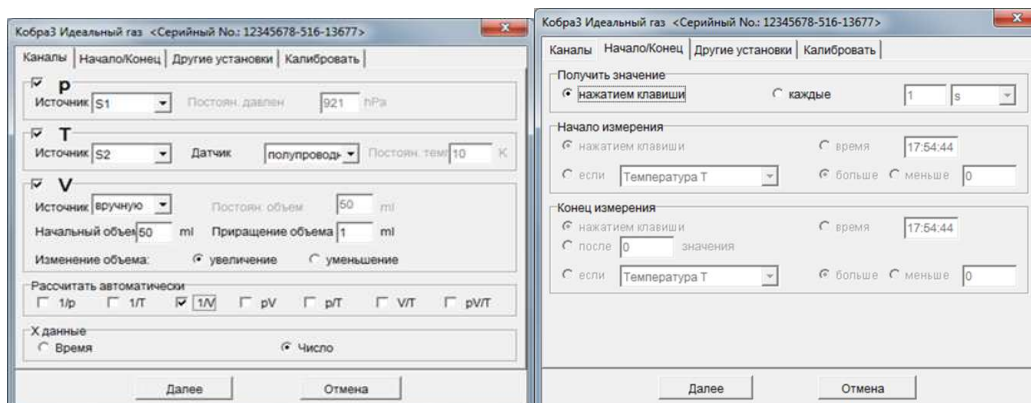 Кобра3 Идеальный газ <Серийный No.: 12345678-516-13677>
Каналы Начало/Конец Другие установки Калибровать
p
Источник S1 Постоян. давлен 921 hPa
T
Источник S2 Датчик полупроводь Постоян. темг 10 K
V
Источник вручную Постоян. объем 50 ml
Начальный объем 50 ml Приращение объема 1 ml
Изменение объема: увеличение уменьшение
Рассчитать автоматически
1/p 1/T 1/V pV p/T V/T pV/T
X данные
Время Число
Далее Отмена
Кобра3 Идеальный газ <Серийный No.: 12345678-516-13677>
Каналы Начало/Конец Другие установки Калибровать
Получить значение
нажатием клавиши каждые 1 s
Начало измерения
нажатием клавиши время 17:54:44
если Температура T больше меньше 0
Конец измерения
нажатием клавиши время 17:54:44
после 0 значения
если Температура T больше меньше 0
Далее Отмена